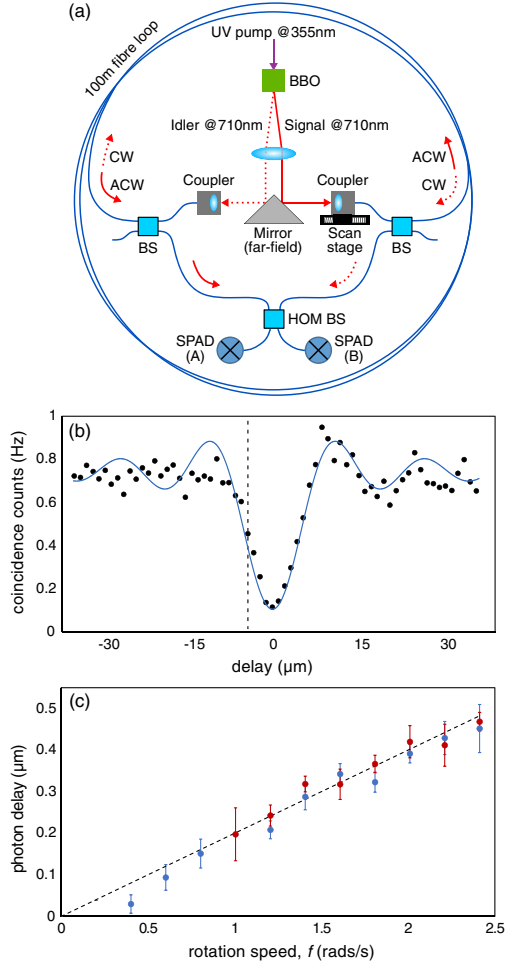 (a)
UV pump @355nm
BBO
100m fibre loop
Idler @710nm
Signal @710nm
CW
ACW
ACW
CW
Coupler
Coupler
BS
Mirror
(far-field)
Scan
stage
BS
HOM BS
SPAD
(A)
SPAD
(B)
(b)
coincidence counts (Hz)
1
0.8
0.6
0.4
0.2
0
-30
-15
0
15
30
delay (μm)
(c)
photon delay (μm)
0.5
0.4
0.3
0.2
0.1
0
0
0.5
1
1.5
2
2.5
rotation speed, f (rads/s)